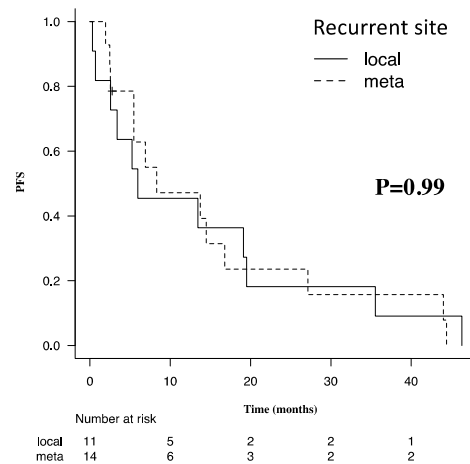 Recurrent site
local
meta
P=0.99
PFS
1.0
0.8
0.6
0.4
0.2
0.0
0 10 20 30 40
Time (months)
Number at risk
local 11 5 2 2 1
meta 14 6 3 2 2